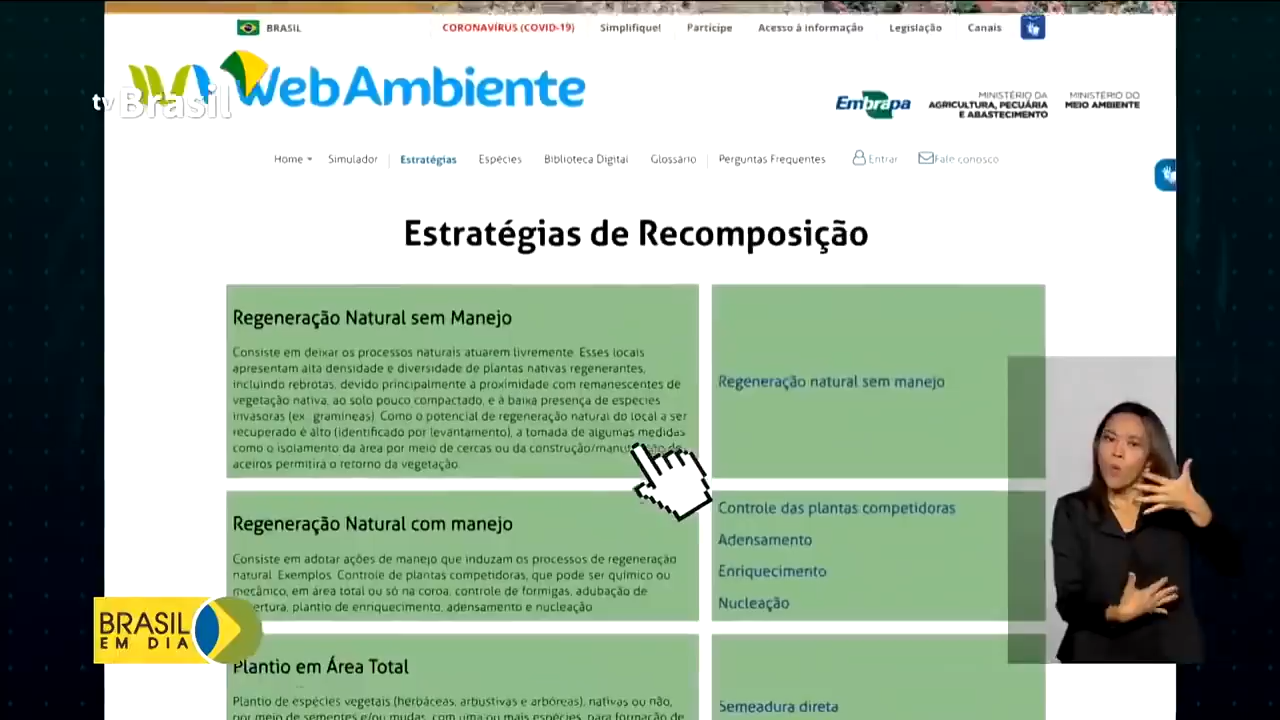 BRASIL
CORONAVÍRUS (COVID-19)
Simplifique!
Participe
Acesso à informação
Legislação
Canais
WebAmbiente
tv Brasil
Embrapa
MINISTÉRIO DA
AGRICULTURA, PECUÁRIA
E ABASTECIMENTO
MINISTÉRIO DO
MEIO AMBIENTE
Home
Simulador
Estratégias
Espécies
Biblioteca Digital
Glossário
Perguntas Frequentes
Entrar
Fale conosco
Estratégias de Recomposição
Regeneração Natural sem Manejo
Consiste em deixar os processos naturais atuarem livremente. Esses locais
apresentam alta densidade e diversidade de plantas nativas regenerantes,
incluindo rebrotas, devido principalmente à proximidade com remanescentes de
vegetação nativa, ao solo pouco compactado, e à baixa presença de espécies
invasoras (ex.: gramíneas). Como o potencial de regeneração natural do local a ser
recuperado é alto (identificado por levantamento), a tomada de algumas medidas
como o isolamento da área por meio de cercas ou da construção/manutenção de
aceiros permitirá o retorno da vegetação.
Regeneração natural sem manejo
Regeneração Natural com manejo
Consiste em adotar ações de manejo que induzam os processos de regeneração
natural. Exemplos: Controle de plantas competidoras, que pode ser químico ou
mecânico, em área total ou só na coroa, controle de formigas, adubação de
cobertura, plantio de enriquecimento, adensamento e nucleação
Controle das plantas competidoras
Adensamento
Enriquecimento
Nucleação
BRASIL
EM DIA
Plantio em Área Total
Plantio de espécies vegetais (herbáceas, arbustivas e arbóreas), nativas ou não,
por meio de sementes e/ou mudas, com uma ou mais espécies, para formação de
Semeadura direta